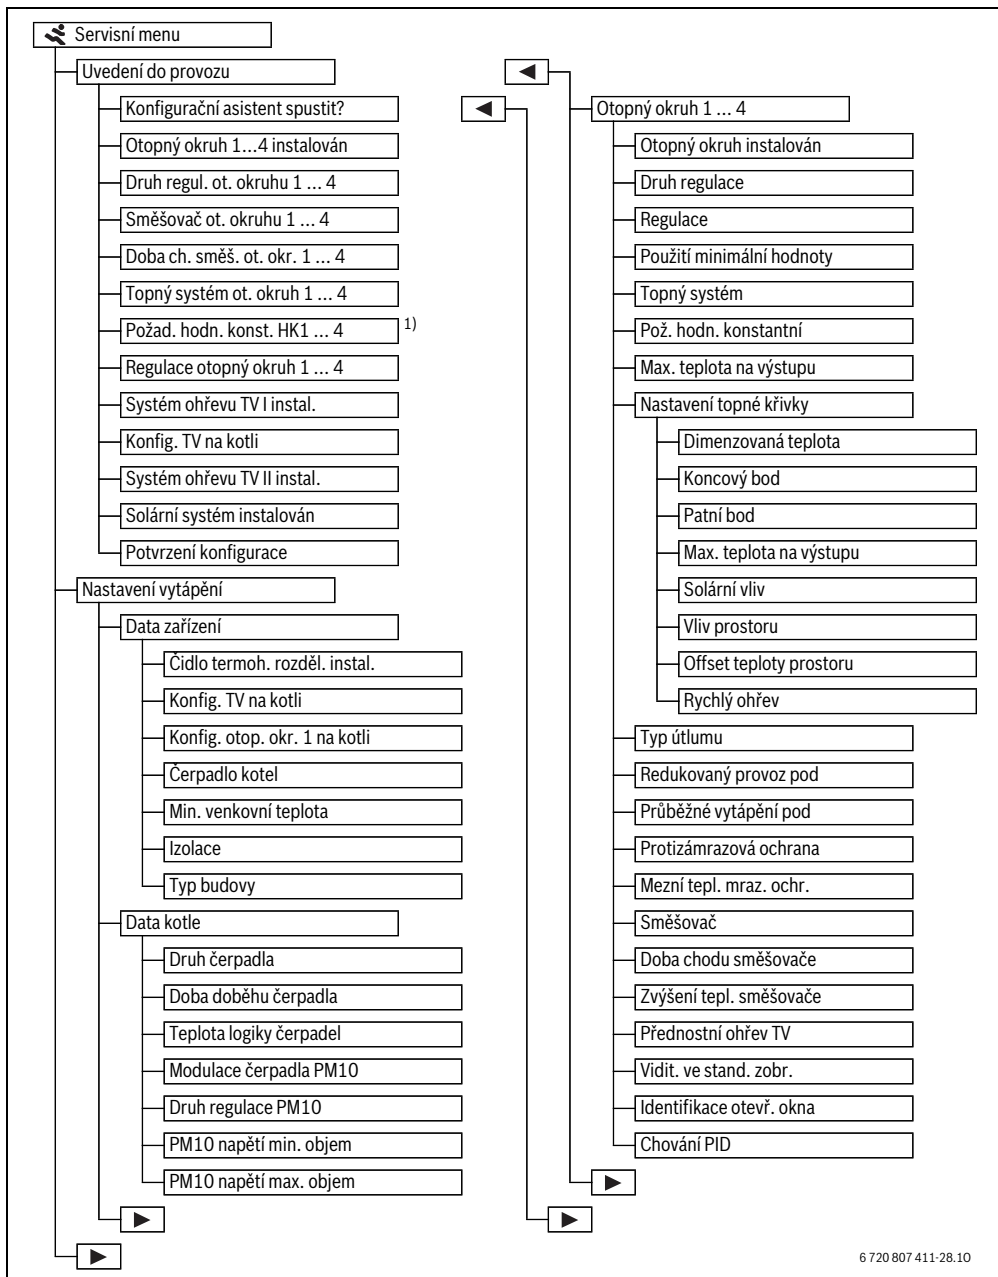 Servisní menu
Uvedení do provozu
Konfigurační asistent spustit?
Otopný okruh 1...4 instalován
Druh regul. ot. okruhu 1 ... 4
Směšovač ot. okruhu 1 ... 4
Doba ch. směš. ot. okr. 1 ... 4
Topný systém ot. okruh 1 ... 4
Požad. hodn. konst. HK1 ... 4 1)
Regulace otopný okruh 1 ... 4
Systém ohřevu TV I instal.
Konfig. TV na kotli
Systém ohřevu TV II instal.
Solární systém instalován
Potvrzení konfigurace
Nastavení vytápění
Data zařízení
Čidlo termoh. rozděl. instal.
Konfig. TV na kotli
Konfig. otop. okr. 1 na kotli
Čerpadlo kotel
Min. venkovní teplota
Izolace
Typ budovy
Data kotle
Druh čerpadla
Doba doběhu čerpadla
Teplota logiky čerpadel
Modulace čerpadla PM10
Druh regulace PM10
PM10 napětí min. objem
PM10 napětí max. objem
Otopný okruh 1 ... 4
Otopný okruh instalován
Druh regulace
Regulace
Použití minimální hodnoty
Topný systém
Pož. hodn. konstantní
Max. teplota na výstupu
Nastavení topné křivky
Dimenzovaná teplota
Koncový bod
Patní bod
Max. teplota na výstupu
Solární vliv
Vliv prostoru
Offset teploty prostoru
Rychlý ohřev
Typ útlumu
Redukovaný provoz pod
Průběžné vytápění pod
Protizámrazová ochrana
Mezní tepl. mraz. ochr.
Směšovač
Doba chodu směšovače
Zvýšení tepl. směšovače
Přednostní ohřev TV
Vidit. ve stand. zobr.
Identifikace otevř. okna
Chování PID
6 720 807 411-28.1O